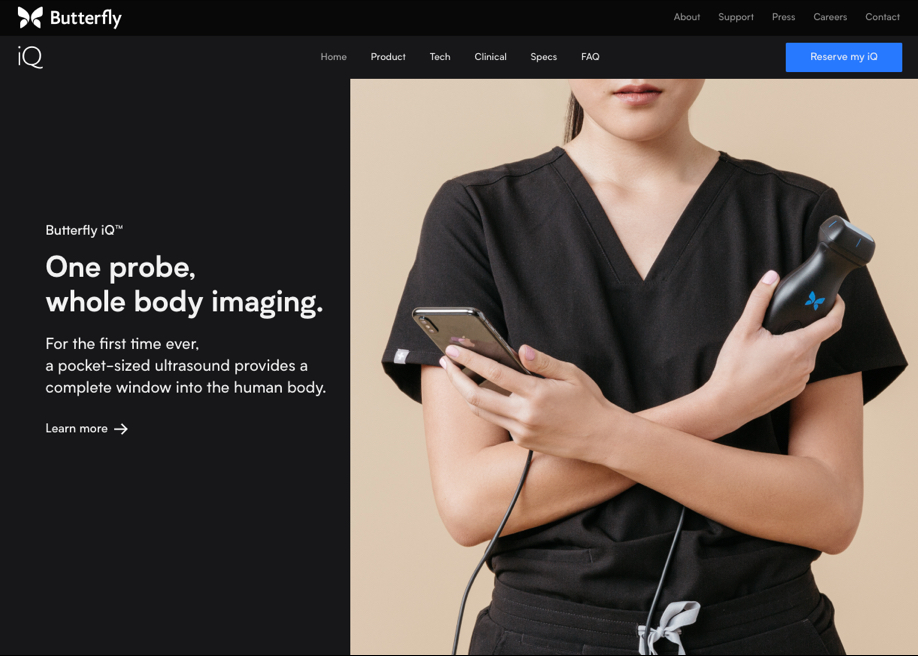 Butterfly
About Support Press Careers Contact
iQ
Home Product Tech Clinical Specs FAQ
Reserve my iQ
Butterfly iQ™
One probe,
whole body imaging.
For the first time ever,
a pocket-sized ultrasound provides a
complete window into the human body.
Learn more →